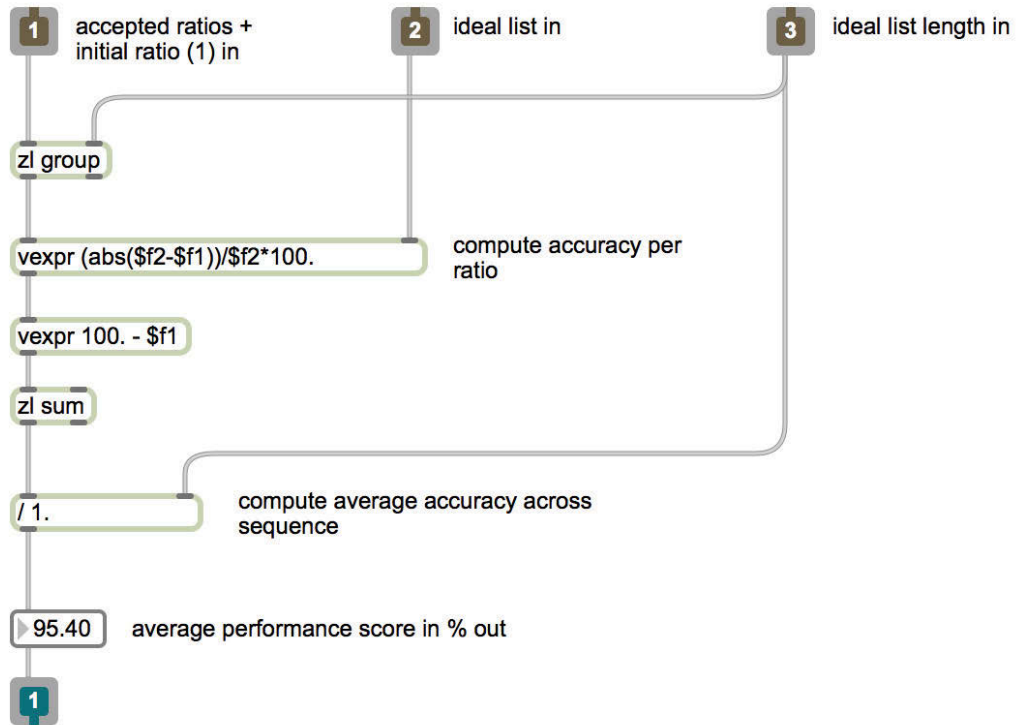 1
accepted ratios +
initial ratio (1) in
2
ideal list in
3
ideal list length in
zl group
vexpr (abs($f2-$f1))/$f2*100.
compute accuracy per
ratio
vexpr 100. - $f1
zl sum
/ 1.
compute average accuracy across
sequence
95.40
average performance score in % out
1